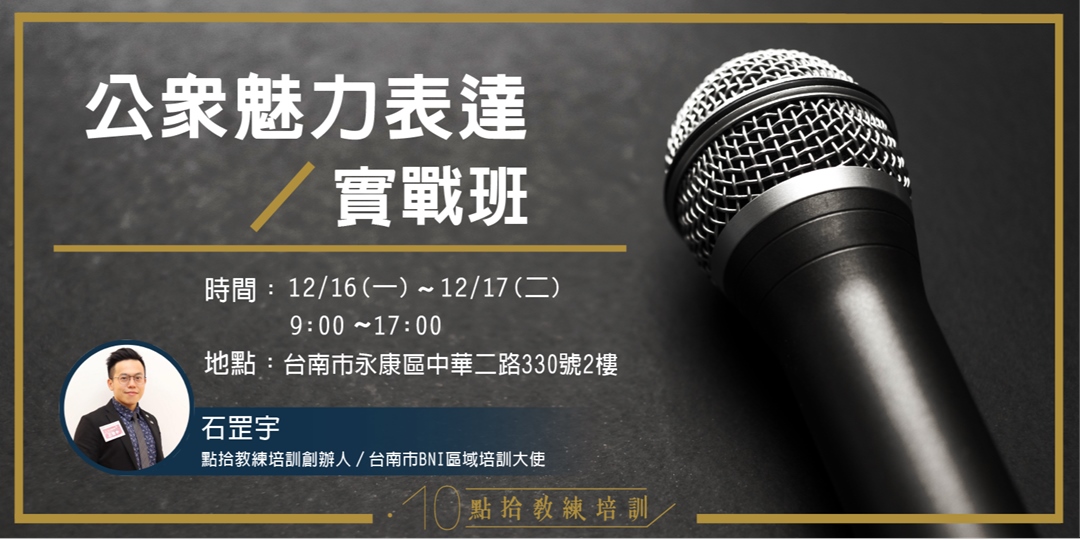 公眾魅力表達
／實戰班
時間：12/16(一)~12/17(二)
9:00~17:00
地點：台南市永康區中華二路330號2樓
石罡宇
點拾教練培訓創辦人／台南市BNI區域培訓大使
10點拾教練培訓